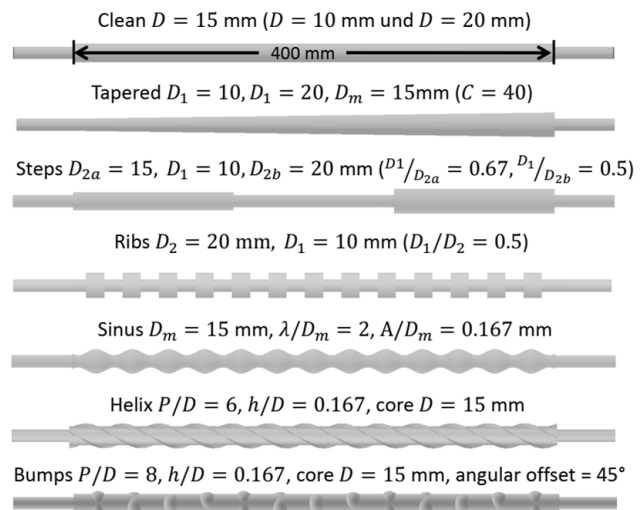 Clean D = 15 mm (D = 10 mm und D = 20 mm)
400 mm
Tapered D₁ = 10, D₁ = 20, Dₘ = 15mm (C = 40)
Steps D₂ₐ = 15, D₁ = 10, D₂b = 20 mm (D1/D₂ₐ = 0.67, D₁/D₂b = 0.5)
Ribs D₂ = 20 mm, D₁ = 10 mm (D₁/D₂ = 0.5)
Sinus Dₘ = 15 mm, λ/Dₘ = 2, A/Dₘ = 0.167 mm
Helix P/D = 6, h/D = 0.167, core D = 15 mm
Bumps P/D = 8, h/D = 0.167, core D = 15 mm, angular offset = 45°